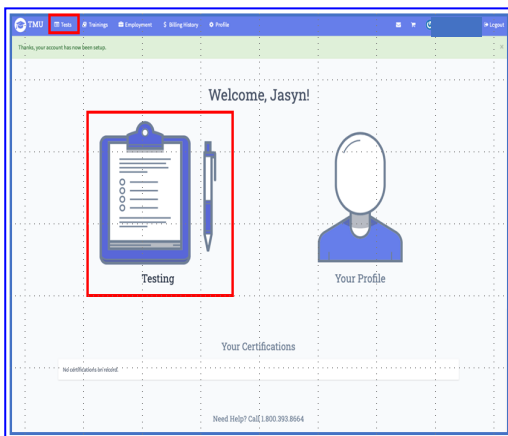 TMU Tests Trainings Employment $ Billing History Profile Logout
Thanks, your account has now been setup.
Welcome, Jasyn!
Testing Your Profile
Your Certifications
No certifications on record.
Need Help? Call 1.800.393.8664